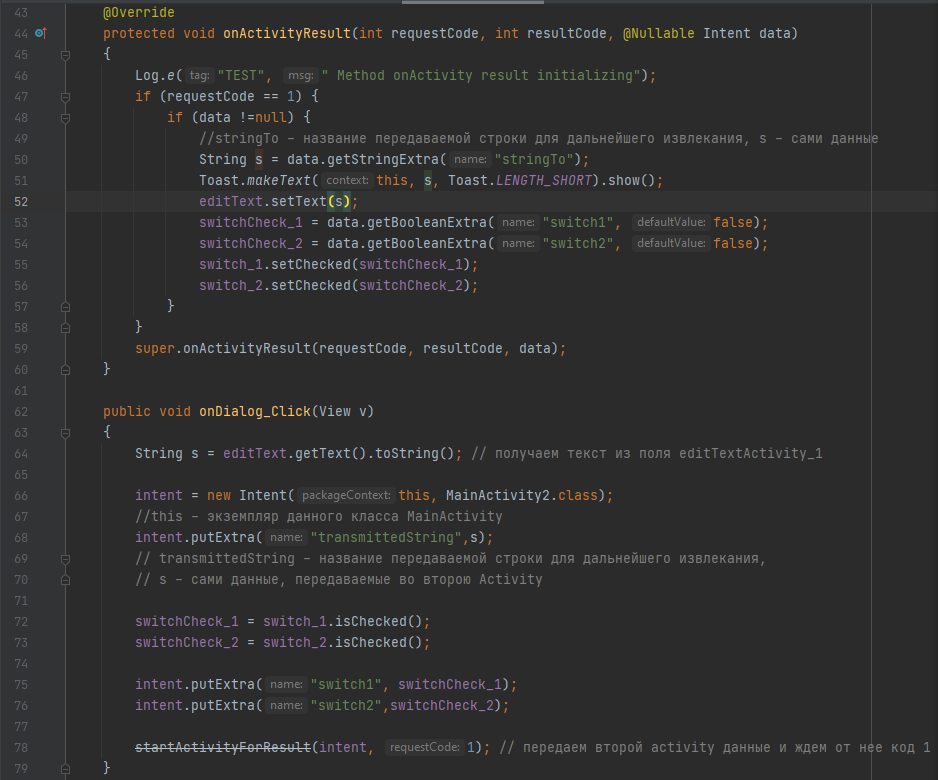 43 @Override
44 protected void onActivityResult(int requestCode, int resultCode, @Nullable Intent data)
45 {
46 Log.e( tag: "TEST", msg: " Method onActivity result initializing");
47 if (requestCode == 1) {
48 if (data !=null) {
49 //stringTo – название передаваемой строки для дальнейшего извлекания, s – сами данные
50 String s = data.getStringExtra( name: "stringTo");
51 Toast.makeText( context: this, s, Toast.LENGTH_SHORT).show();
52 editText.setText(s);
53 switchCheck_1 = data.getBooleanExtra( name: "switch1", defaultValue: false);
54 switchCheck_2 = data.getBooleanExtra( name: "switch2", defaultValue: false);
55 switch_1.setChecked(switchCheck_1);
56 switch_2.setChecked(switchCheck_2);
57 }
58 }
59 super.onActivityResult(requestCode, resultCode, data);
60 }
61
62 public void onDialog_Click(View v)
63 {
64 String s = editText.getText().toString(); // получаем текст из поля editTextActivity_1
65
66 intent = new Intent( packageContext: this, MainActivity2.class);
67 //this – экземпляр данного класса MainActivity
68 intent.putExtra( name: "transmittedString",s);
69 // transmittedString – название передаваемой строки для дальнейшего извлекания,
70 // s – сами данные, передаваемые во второю Activity
71
72 switchCheck_1 = switch_1.isChecked();
73 switchCheck_2 = switch_2.isChecked();
74
75 intent.putExtra( name: "switch1", switchCheck_1);
76 intent.putExtra( name: "switch2",switchCheck_2);
77
78 startActivityForResult(intent, requestCode: 1); // передаем второй activity данные и ждем от нее код 1
79 }